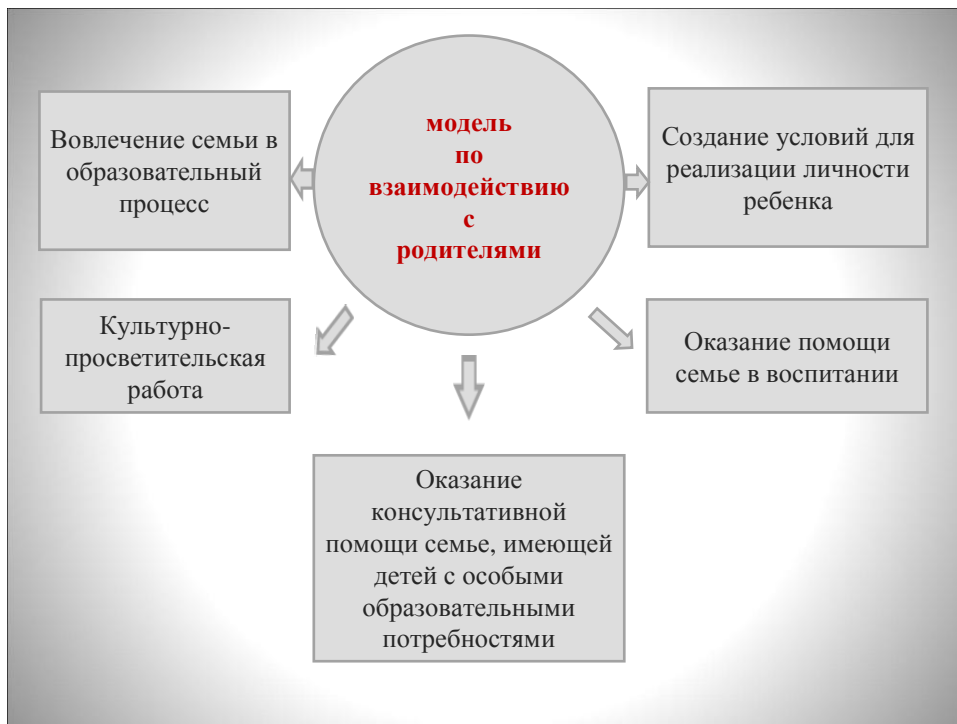 модель
по
взаимодействию
с
родителями
Вовлечение семьи в
образовательный
процесс
Создание условий для
реализации личности
ребенка
Культурно-
просветительская
работа
Оказание помощи
семье в воспитании
Оказание
консультативной
помощи семье, имеющей
детей с особыми
образовательными
потребностями